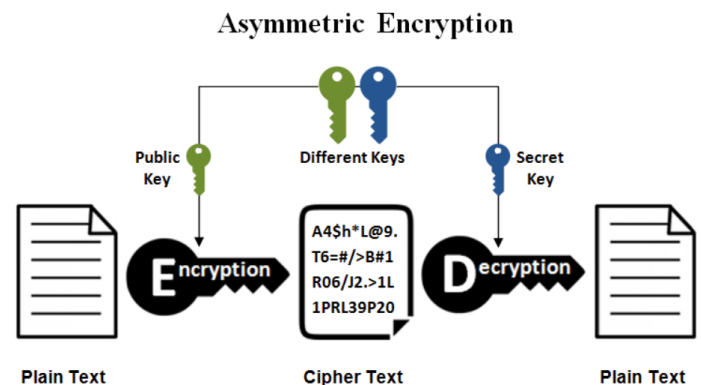 Asymmetric Encryption
Public
Key
Different Keys
Secret
Key
Encryption
A4$h*L@9.
T6=#/>B#1
R06/J2.>1L
1PRL39P20
Decryption
Plain Text
Cipher Text
Plain Text